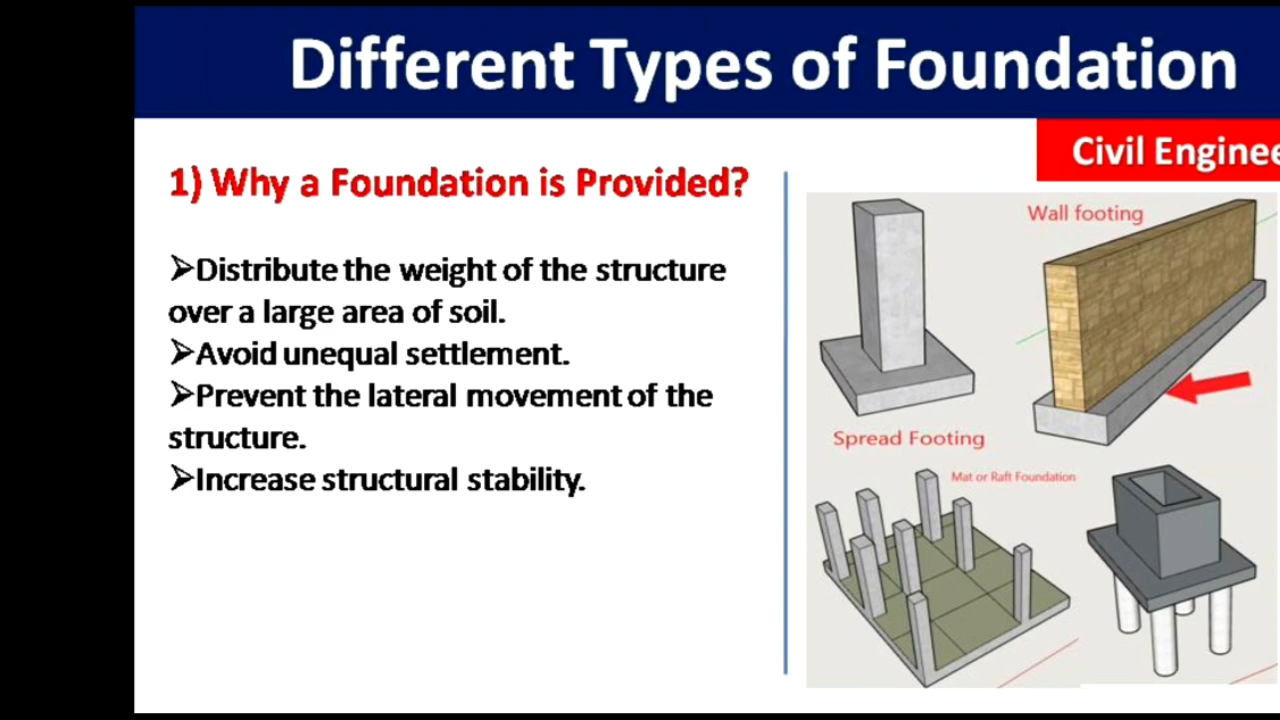 Different Types of Foundation
Civil Enginee
1) Why a Foundation is Provided?
➢Distribute the weight of the structure
over a large area of soil.
➢Avoid unequal settlement.
➢Prevent the lateral movement of the
structure.
➢Increase structural stability.
Wall footing
Spread Footing
Mat or Raft Foundation